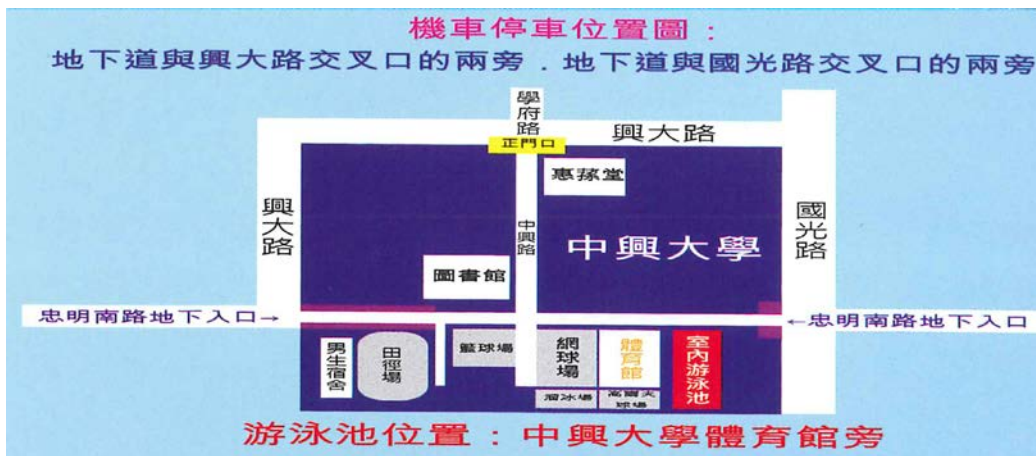 機車停車位置圖：
地下道與興大路交叉口的兩旁．地下道與國光路交叉口的兩旁
學府路
興大路
正門口
惠蓀堂
興大路
中興路
國光路
中興大學
圖書館
忠明南路地下入口→
←忠明南路地下入口
男生宿舍
田徑場
籃球場
網球場
體育館
室內游泳池
溜冰場
高爾夫球場
游泳池位置：中興大學體育館旁